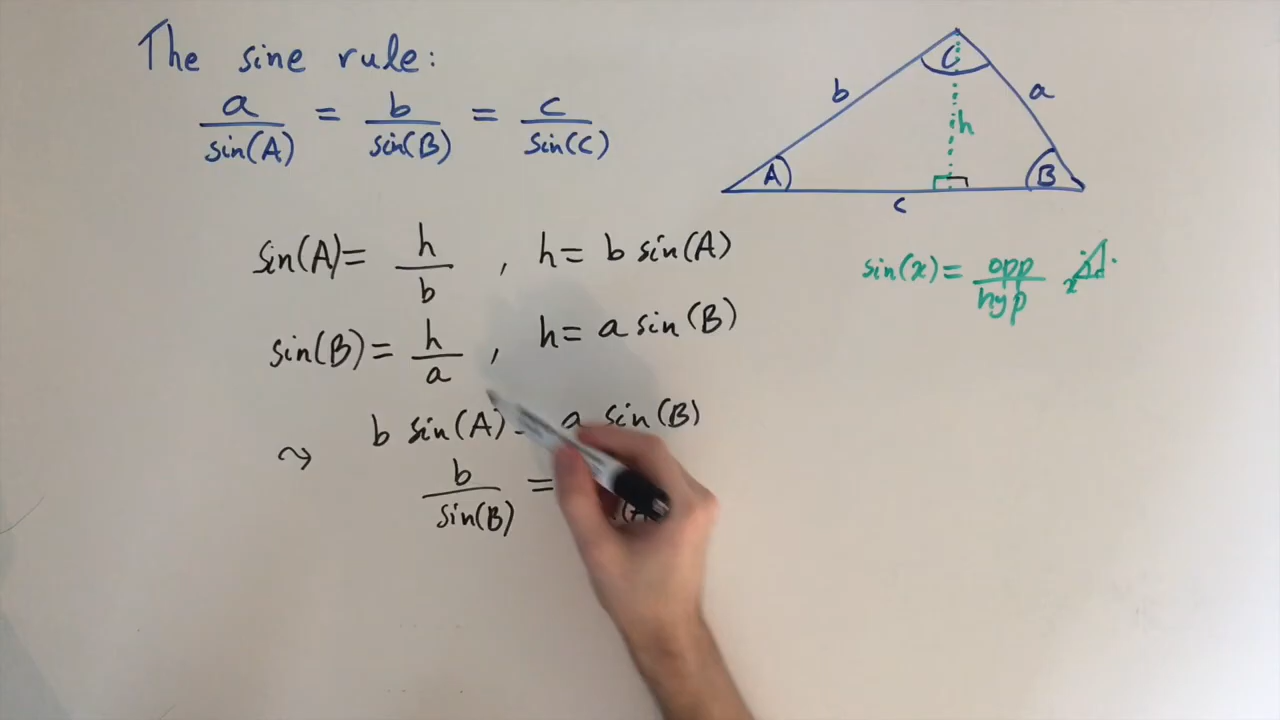 The sine rule:
a/sin(A) = b/sin(B) = c/sin(C)
C
b
a
h
A
B
c
sin(A) = h/b , h = b sin(A)
sin(x) = opp/hyp
x
sin(B) = h/a , h = a sin(B)
⤳ b sin(A) = a sin(B)
b/sin(B) =